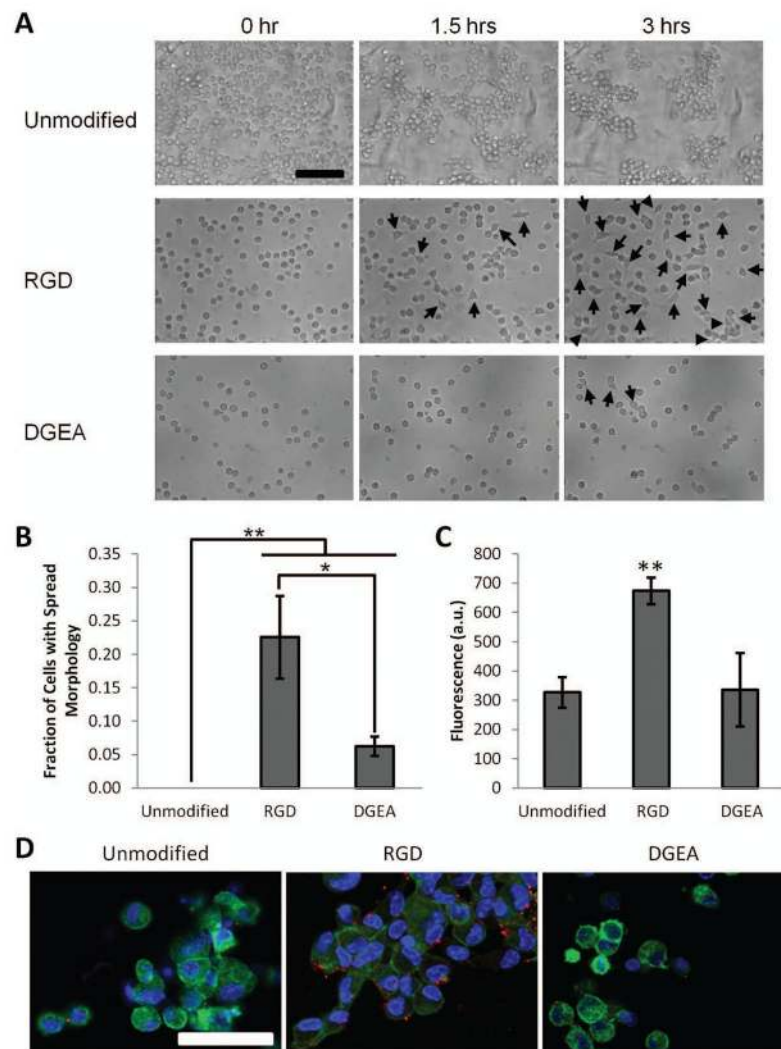 A
0 hr 1.5 hrs 3 hrs
Unmodified
RGD
DGEA
B
**
*
Fraction of Cells with Spread
Morphology
0.35
0.30
0.25
0.20
0.15
0.10
0.05
0.00
Unmodified RGD DGEA
C
**
Fluorescence (a.u.)
800
700
600
500
400
300
200
100
0
Unmodified RGD DGEA
D
Unmodified RGD DGEA